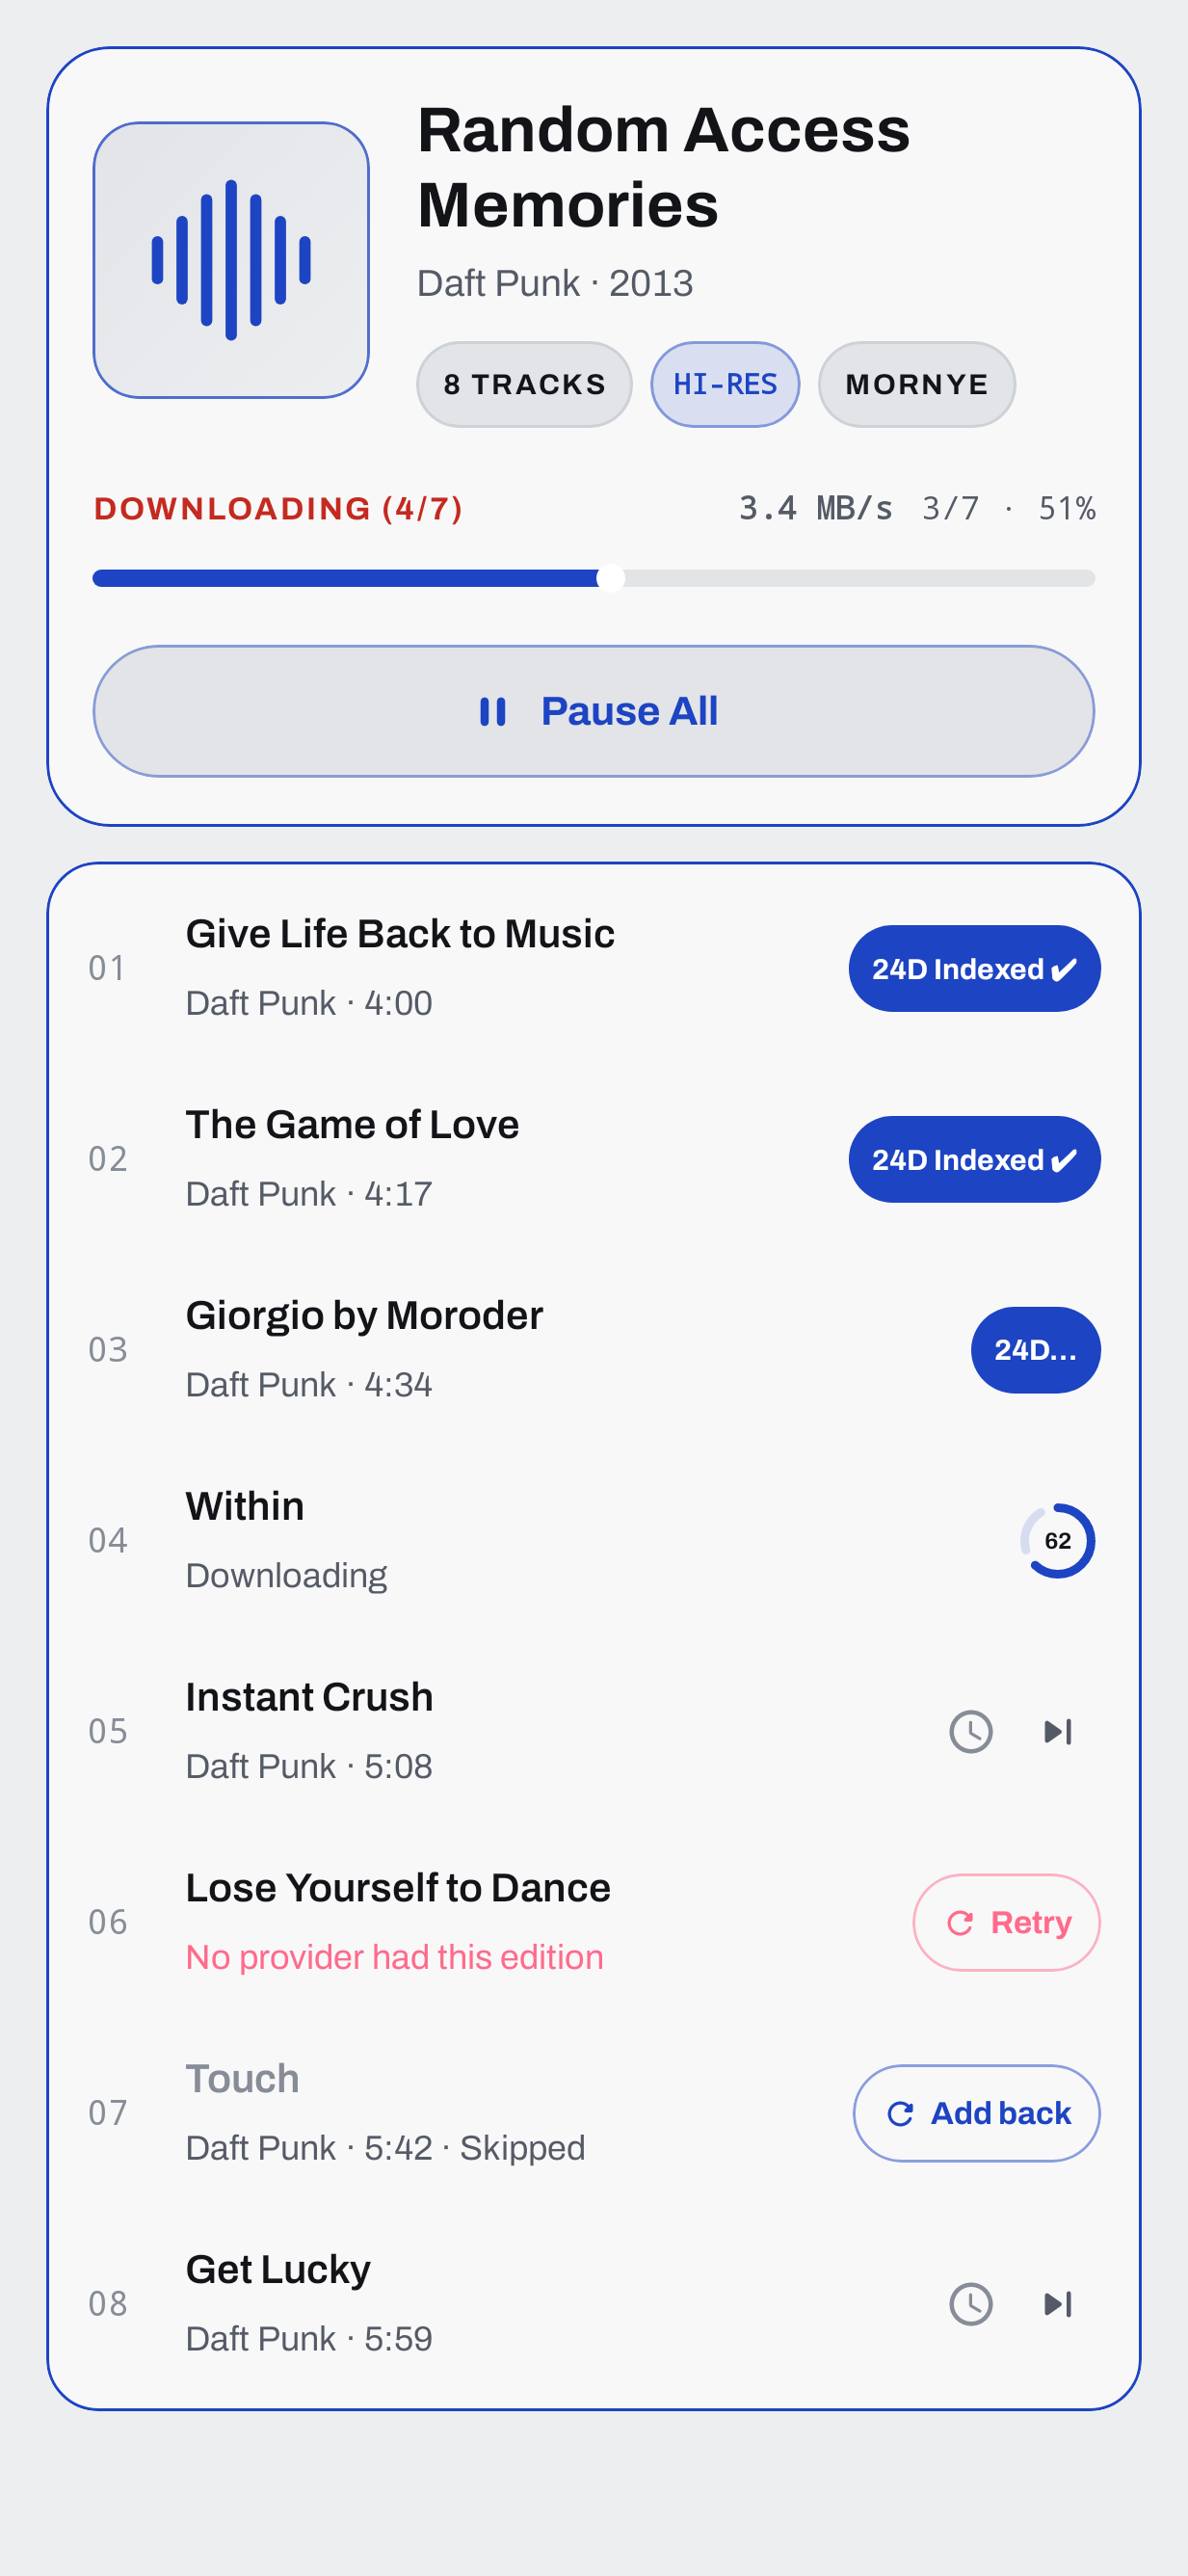 Random Access
Memories
Daft Punk · 2013
8 TRACKS
HI-RES
MORNYE
DOWNLOADING (4/7)
3.4 MB/s 3/7 · 51%
Pause All
01
Give Life Back to Music
Daft Punk · 4:00
24D Indexed ✔
02
The Game of Love
Daft Punk · 4:17
24D Indexed ✔
03
Giorgio by Moroder
Daft Punk · 4:34
24D...
04
Within
Downloading
62
05
Instant Crush
Daft Punk · 5:08
06
Lose Yourself to Dance
No provider had this edition
Retry
07
Touch
Daft Punk · 5:42 · Skipped
Add back
08
Get Lucky
Daft Punk · 5:59